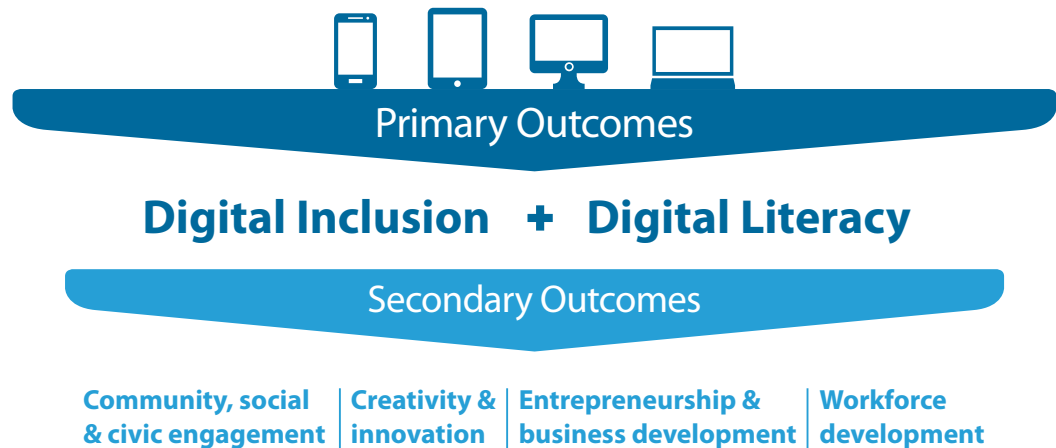 Primary Outcomes
Digital Inclusion + Digital Literacy
Secondary Outcomes
Community, social
& civic engagement
Creativity &
innovation
Entrepreneurship &
business development
Workforce
development